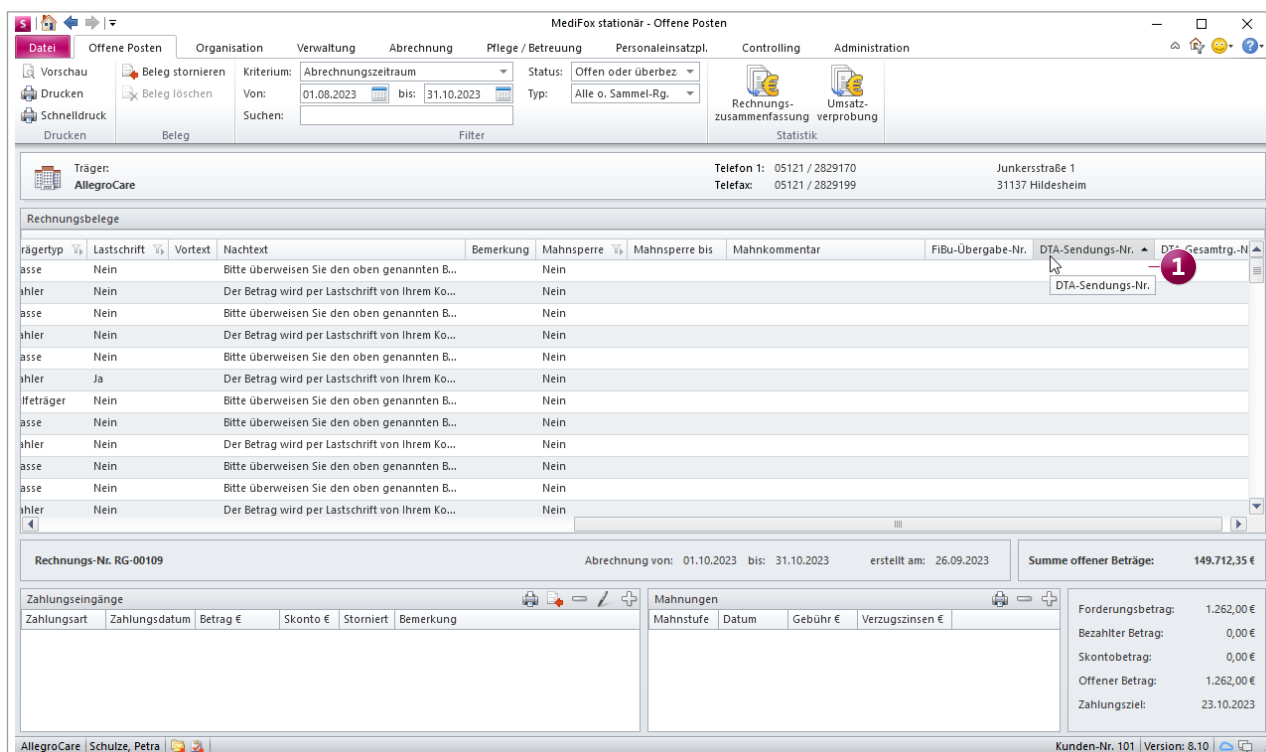 S MediFox stationär - Offene Posten
Datei Offene Posten Organisation Verwaltung Abrechnung Pflege / Betreuung Personaleinsatzpl. Controlling Administration
Vorschau Beleg stornieren Kriterium: Abrechnungszeitraum Status: Offen oder überbez
Drucken Beleg löschen Von: 01.08.2023 bis: 31.10.2023 Typ: Alle o. Sammel-Rg.
Schnelldruck Suchen: Rechnungs-zusammenfassung Umsatz-verprobung
Drucken Beleg Filter Statistik
Träger: Telefon 1: 05121 / 2829170 Junkersstraße 1
AllegroCare Telefax: 05121 / 2829199 31137 Hildesheim
Rechnungsbelege
rägertyp Lastschrift Vortext Nachtext Bemerkung Mahnsperre Mahnsperre bis Mahnkommentar FiBu-Übergabe-Nr. DTA-Sendungs-Nr. DTA-Gesamtrg.-N
asse Nein Bitte überweisen Sie den oben genannten B... Nein
1
DTA-Sendungs-Nr.
ahler Nein Der Betrag wird per Lastschrift von Ihrem Ko... Nein
asse Nein Bitte überweisen Sie den oben genannten B... Nein
ahler Nein Der Betrag wird per Lastschrift von Ihrem Ko... Nein
asse Nein Bitte überweisen Sie den oben genannten B... Nein
ahler Ja Der Betrag wird per Lastschrift von Ihrem Ko... Nein
lfeträger Nein Bitte überweisen Sie den oben genannten B... Nein
asse Nein Bitte überweisen Sie den oben genannten B... Nein
ahler Nein Der Betrag wird per Lastschrift von Ihrem Ko... Nein
asse Nein Bitte überweisen Sie den oben genannten B... Nein
asse Nein Bitte überweisen Sie den oben genannten B... Nein
ahler Nein Der Betrag wird per Lastschrift von Ihrem Ko... Nein
Rechnungs-Nr. RG-00109 Abrechnung von: 01.10.2023 bis: 31.10.2023 erstellt am: 26.09.2023 Summe offener Beträge: 149.712,35 €
Zahlungseingänge Mahnungen
Zahlungsart Zahlungsdatum Betrag € Skonto € Storniert Bemerkung Mahnstufe Datum Gebühr € Verzugszinsen €
Forderungsbetrag: 1.262,00 €
Bezahlter Betrag: 0,00 €
Skontobetrag: 0,00 €
Offener Betrag: 1.262,00 €
Zahlungsziel: 23.10.2023
AllegroCare Schulze, Petra Kunden-Nr. 101 Version: 8.10